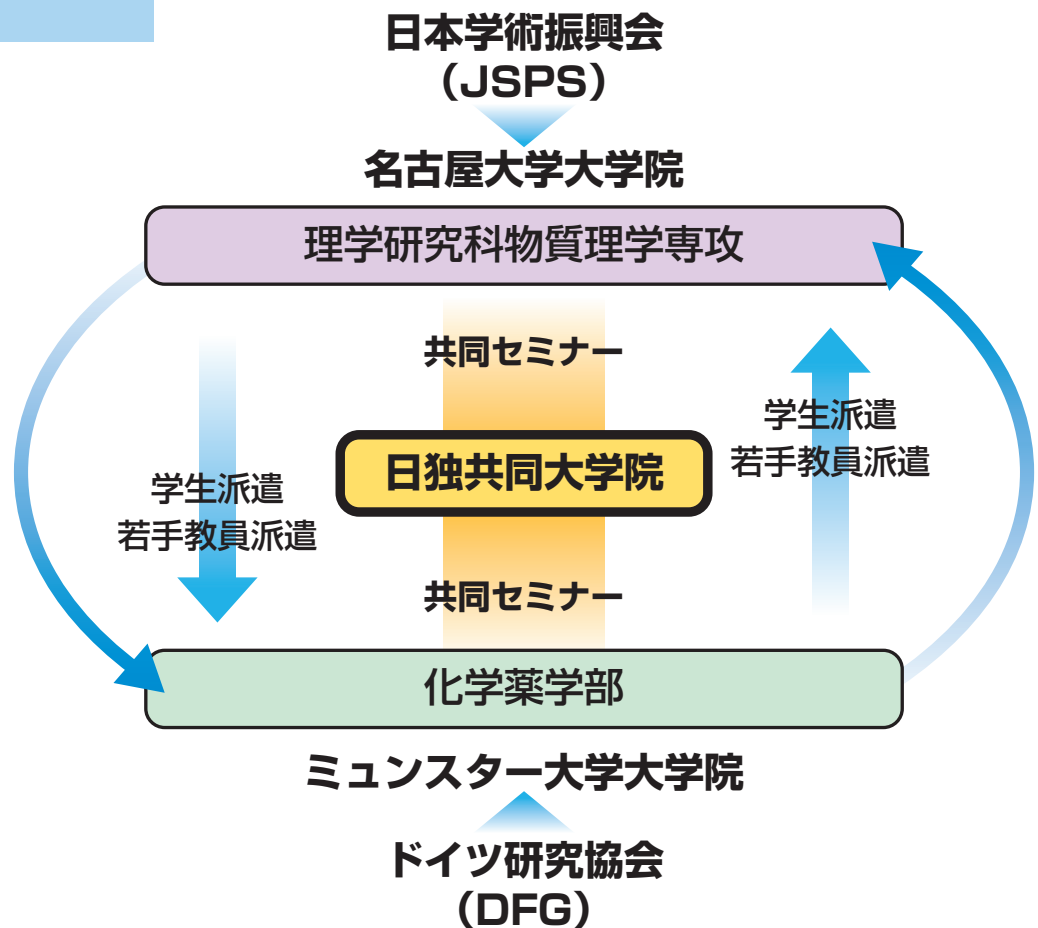 日本学術振興会
（JSPS）
名古屋大学大学院
理学研究科物質理学専攻
共同セミナー
学生派遣
若手教員派遣
日独共同大学院
学生派遣
若手教員派遣
共同セミナー
化学薬学部
ミュンスター大学大学院
ドイツ研究協会
（DFG）